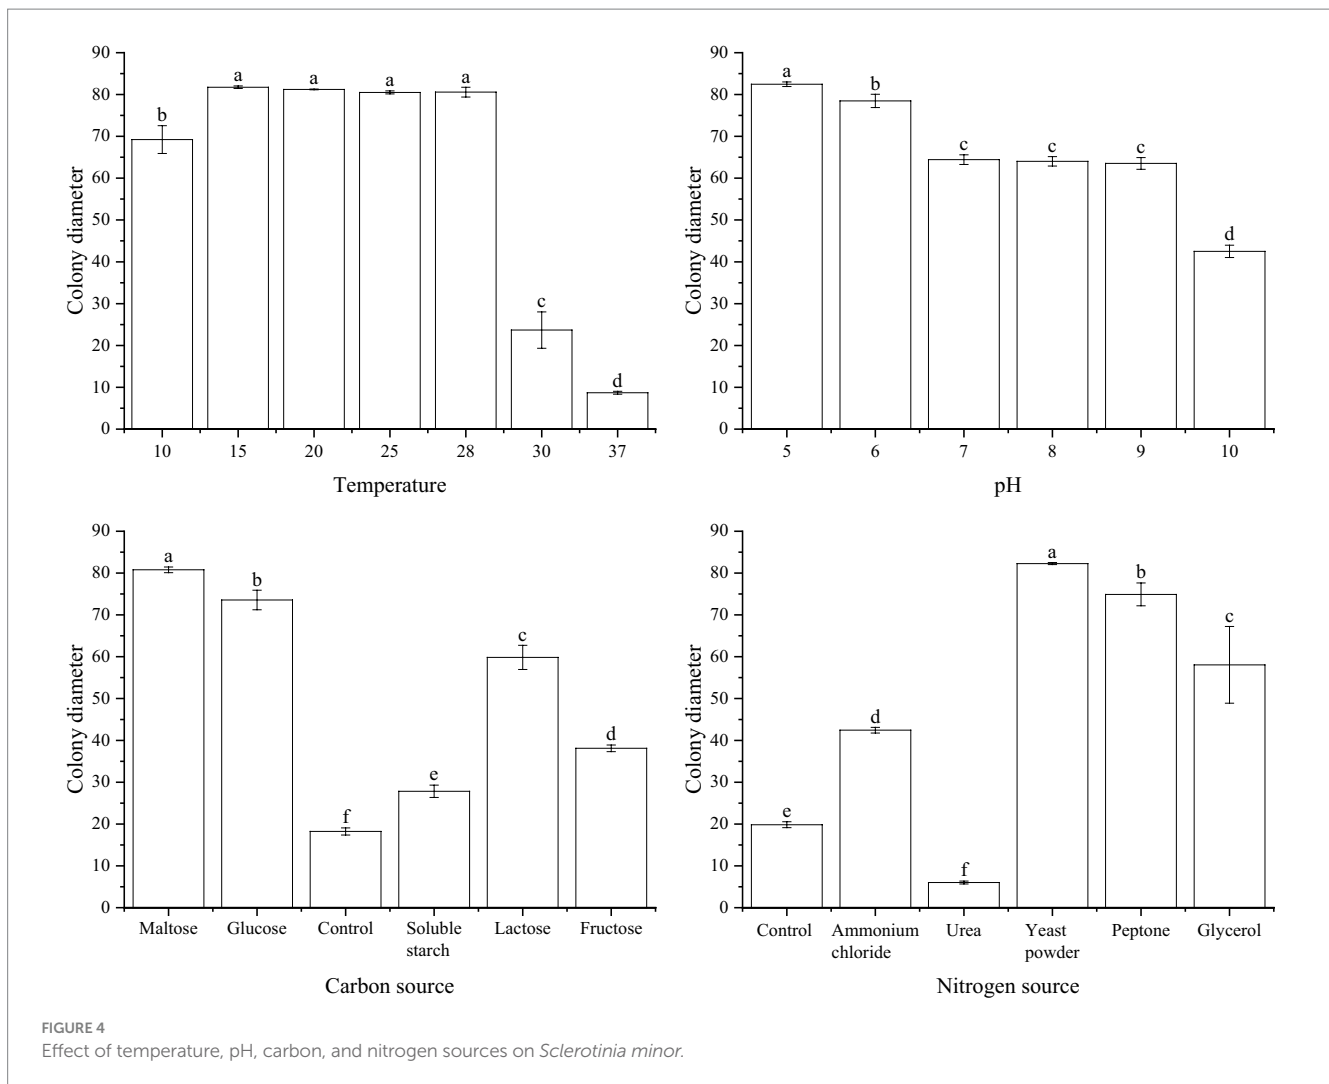 90
80
70
60
50
40
30
20
10
0
Colony diameter
b
a
a
a
a
c
d
10 15 20 25 28 30 37
Temperature
90
80
70
60
50
40
30
20
10
0
Colony diameter
a
b
c
c
c
d
5 6 7 8 9 10
pH
90
80
70
60
50
40
30
20
10
0
Colony diameter
a
b
f
e
c
d
Maltose Glucose Control Soluble starch Lactose Fructose
Carbon source
90
80
70
60
50
40
30
20
10
0
Colony diameter
e
d
f
a
b
c
Control Ammonium chloride Urea Yeast powder Peptone Glycerol
Nitrogen source
FIGURE 4
Effect of temperature, pH, carbon, and nitrogen sources on Sclerotinia minor.